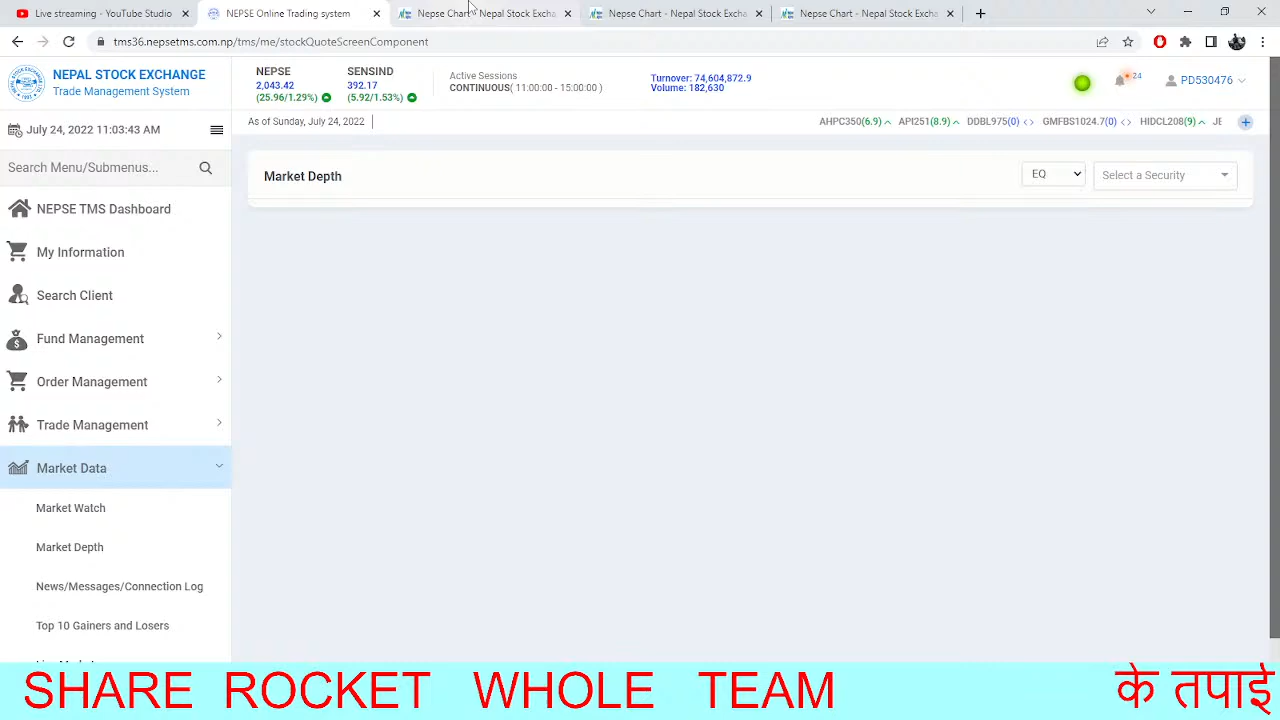 Live streaming - YouTube Studio
NEPSE Online Trading system
Nepse Chart - Nepal Stock Excha
Nepse Chart - Nepal Stock Excha
tms36.nepsetms.com.np/tms/me/stockQuoteScreenComponent
NEPAL STOCK EXCHANGE
Trade Management System
NEPSE
2,043.42
(25.96/1.29%)
SENSIND
392.17
(5.92/1.53%)
Active Sessions
CONTINUOUS( 11:00:00 - 15:00:00 )
Turnover: 74,604,872.9
Volume: 182,630
24
PD530476
July 24, 2022 11:03:43 AM
As of Sunday, July 24, 2022
AHPC350(6.9) API251(8.9) DDBL975(0) GMFBS1024.7(0) HIDCL208(9)
Search Menu/Submenus...
Market Depth
EQ
Select a Security
NEPSE TMS Dashboard
My Information
Search Client
Fund Management
Order Management
Trade Management
Market Data
Market Watch
Market Depth
News/Messages/Connection Log
Top 10 Gainers and Losers
SHARE ROCKET WHOLE TEAM के तपाई